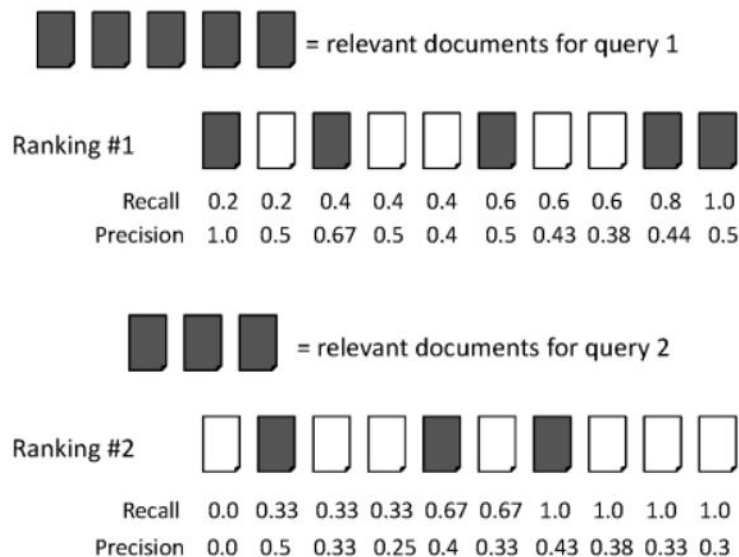 = relevant documents for query 1
Ranking #1
Recall 0.2 0.2 0.4 0.4 0.4 0.6 0.6 0.6 0.8 1.0
Precision 1.0 0.5 0.67 0.5 0.4 0.5 0.43 0.38 0.44 0.5
= relevant documents for query 2
Ranking #2
Recall 0.0 0.33 0.33 0.33 0.67 0.67 1.0 1.0 1.0 1.0
Precision 0.0 0.5 0.33 0.25 0.4 0.33 0.43 0.38 0.33 0.3